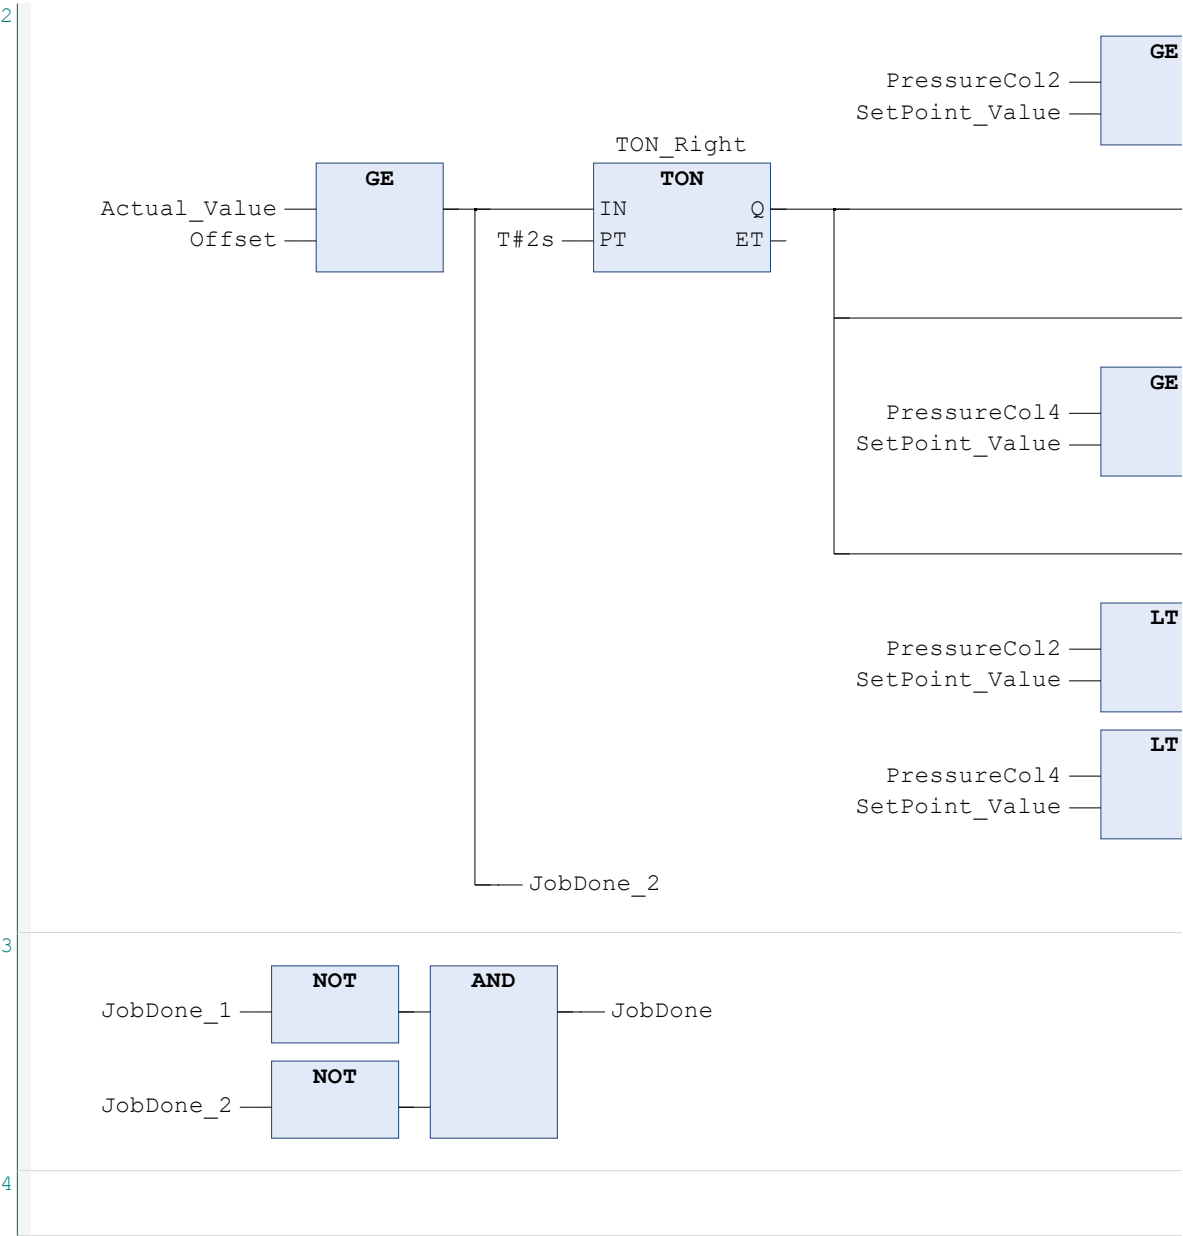 2
GE
PressureCol2
SetPoint_Value
TON_Right
GE
TON
Actual_Value
IN
Q
Offset
T#2s
PT
ET
GE
PressureCol4
SetPoint_Value
LT
PressureCol2
SetPoint_Value
LT
PressureCol4
SetPoint_Value
JobDone_2
3
NOT
AND
JobDone_1
JobDone
NOT
JobDone_2
4